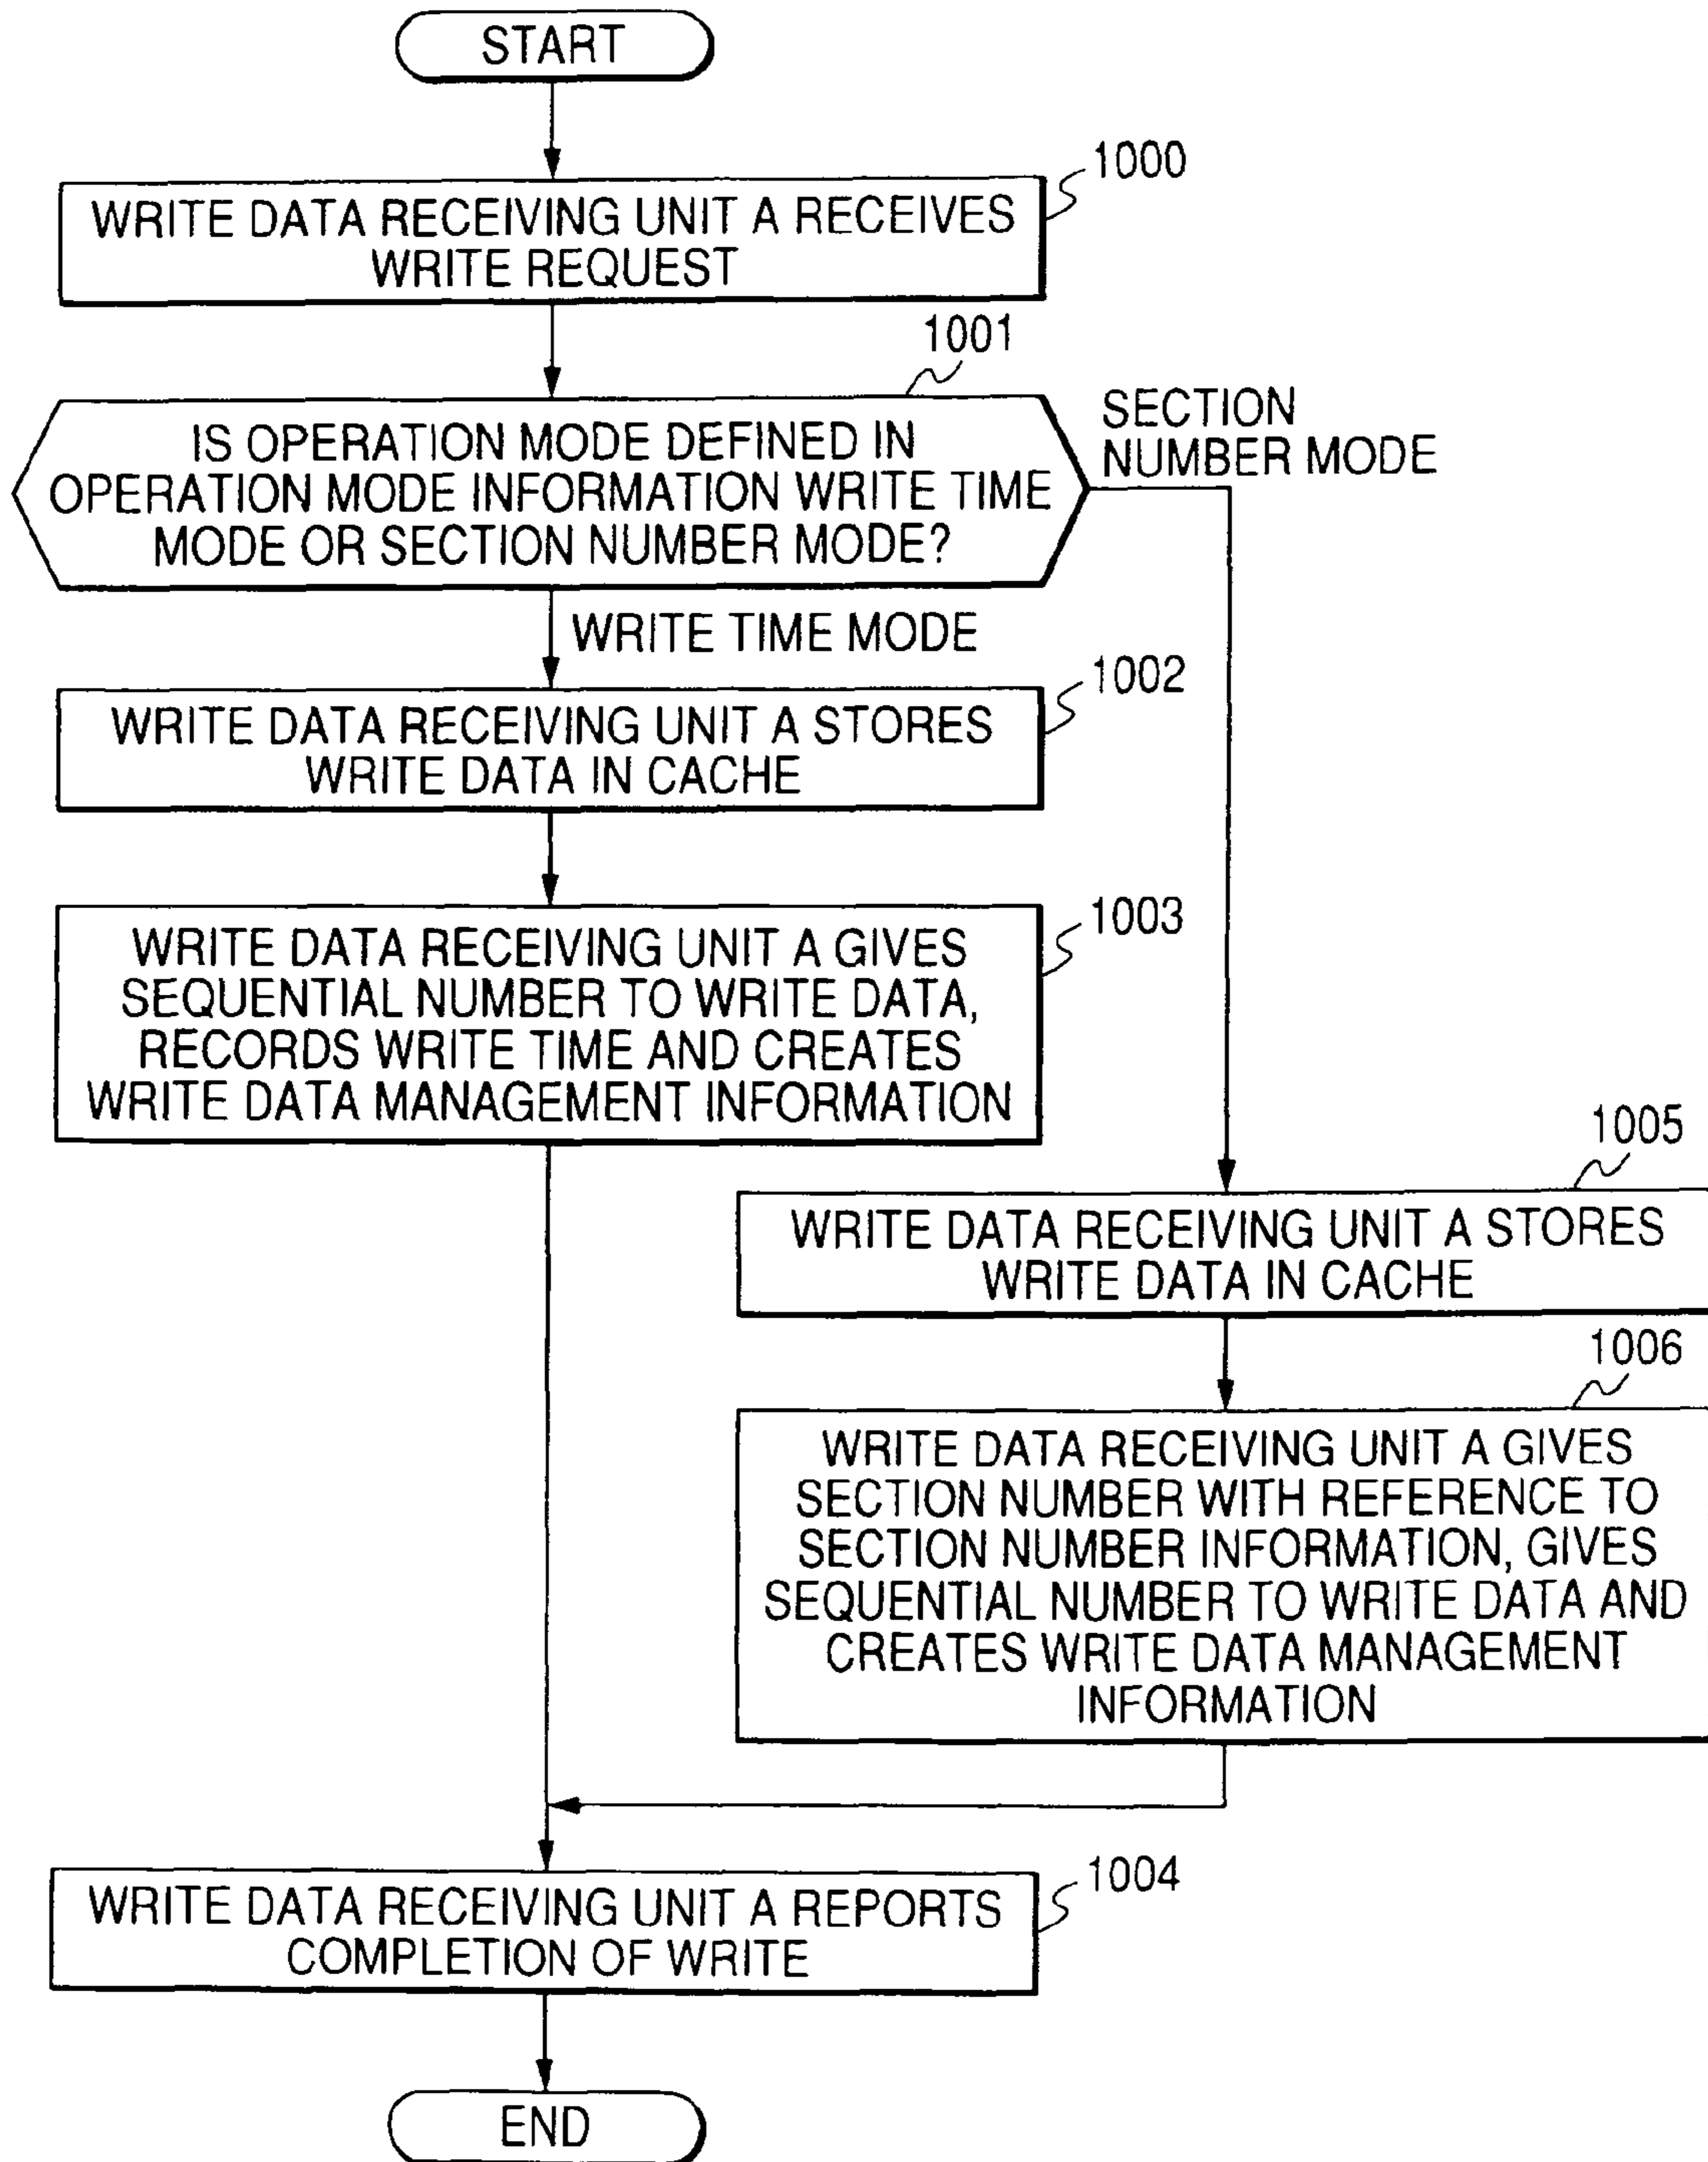 START
1000
WRITE DATA RECEIVING UNIT A RECEIVES
WRITE REQUEST
1001
IS OPERATION MODE DEFINED IN
OPERATION MODE INFORMATION WRITE TIME
MODE OR SECTION NUMBER MODE?
SECTION
NUMBER MODE
WRITE TIME MODE
1002
WRITE DATA RECEIVING UNIT A STORES
WRITE DATA IN CACHE
1003
WRITE DATA RECEIVING UNIT A GIVES
SEQUENTIAL NUMBER TO WRITE DATA,
RECORDS WRITE TIME AND CREATES
WRITE DATA MANAGEMENT INFORMATION
1005
WRITE DATA RECEIVING UNIT A STORES
WRITE DATA IN CACHE
1006
WRITE DATA RECEIVING UNIT A GIVES
SECTION NUMBER WITH REFERENCE TO
SECTION NUMBER INFORMATION, GIVES
SEQUENTIAL NUMBER TO WRITE DATA AND
CREATES WRITE DATA MANAGEMENT
INFORMATION
1004
WRITE DATA RECEIVING UNIT A REPORTS
COMPLETION OF WRITE
END